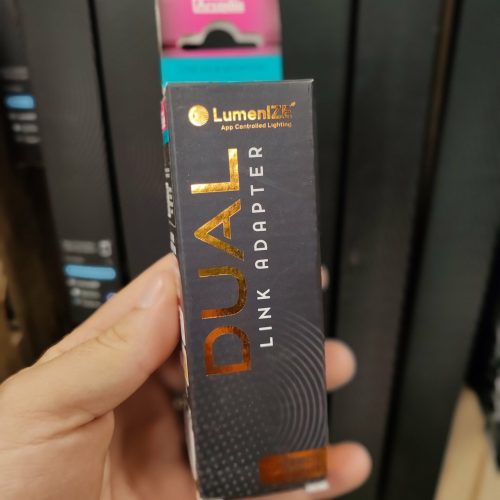 LumenIZE
App Controlled Lighting
DUAL
LINK ADAPTER